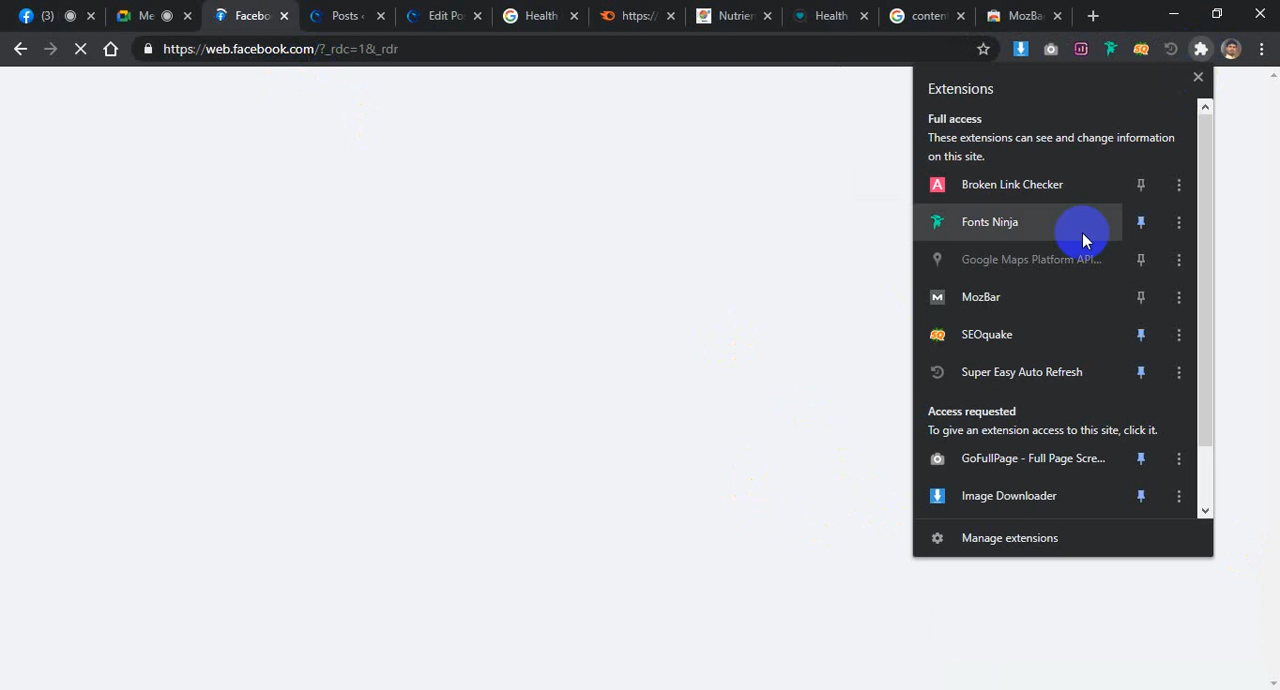 (3)
Me
Facebo
Posts
Edit Po
Health
https:/
Nutrie
Health
conten
MozBa
https://web.facebook.com/?_rdc=1&_rdr
Extensions
Full access
These extensions can see and change information
on this site.
Broken Link Checker
Fonts Ninja
Google Maps Platform API...
MozBar
SEOquake
Super Easy Auto Refresh
Access requested
To give an extension access to this site, click it.
GoFullPage - Full Page Scre...
Image Downloader
Manage extensions